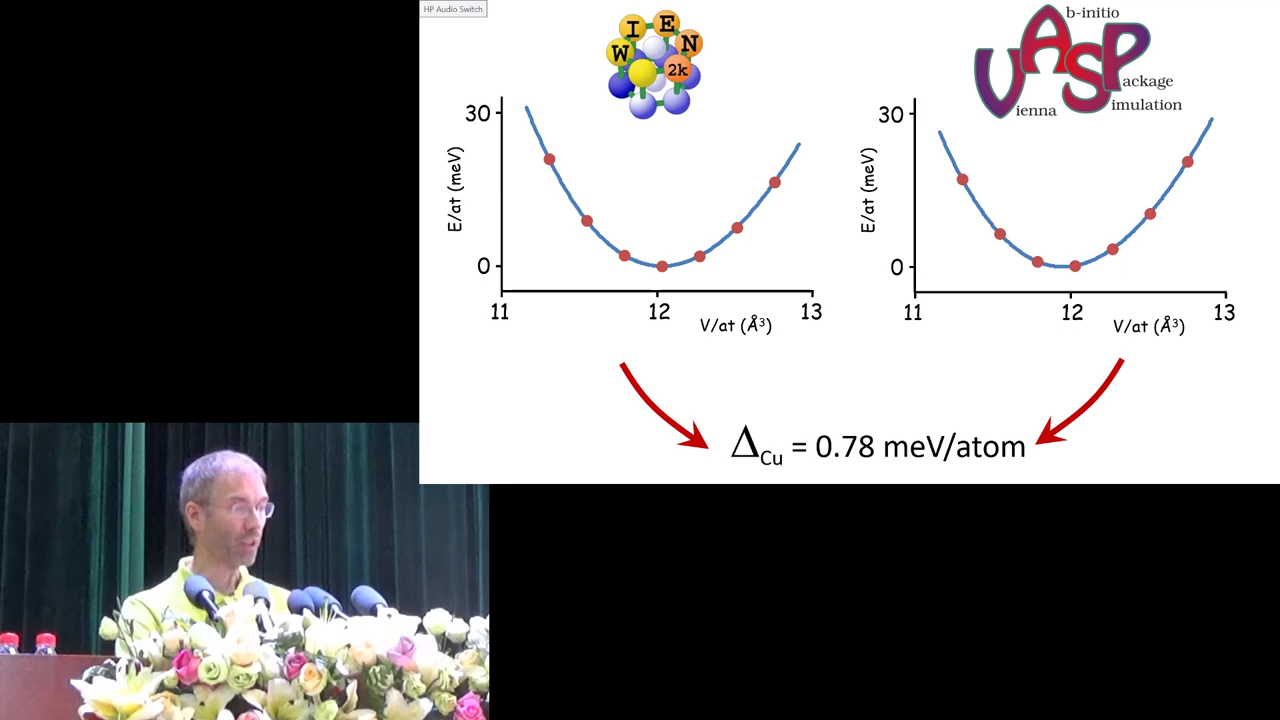 HP Audio Switch
W I E N 2k
VASP
b-initio
ackage
imulation
ienna
30
E/at (meV)
0
11
12
13
V/at (Å³)
30
E/at (meV)
0
11
12
13
V/at (Å³)
Δ_Cu = 0.78 meV/atom